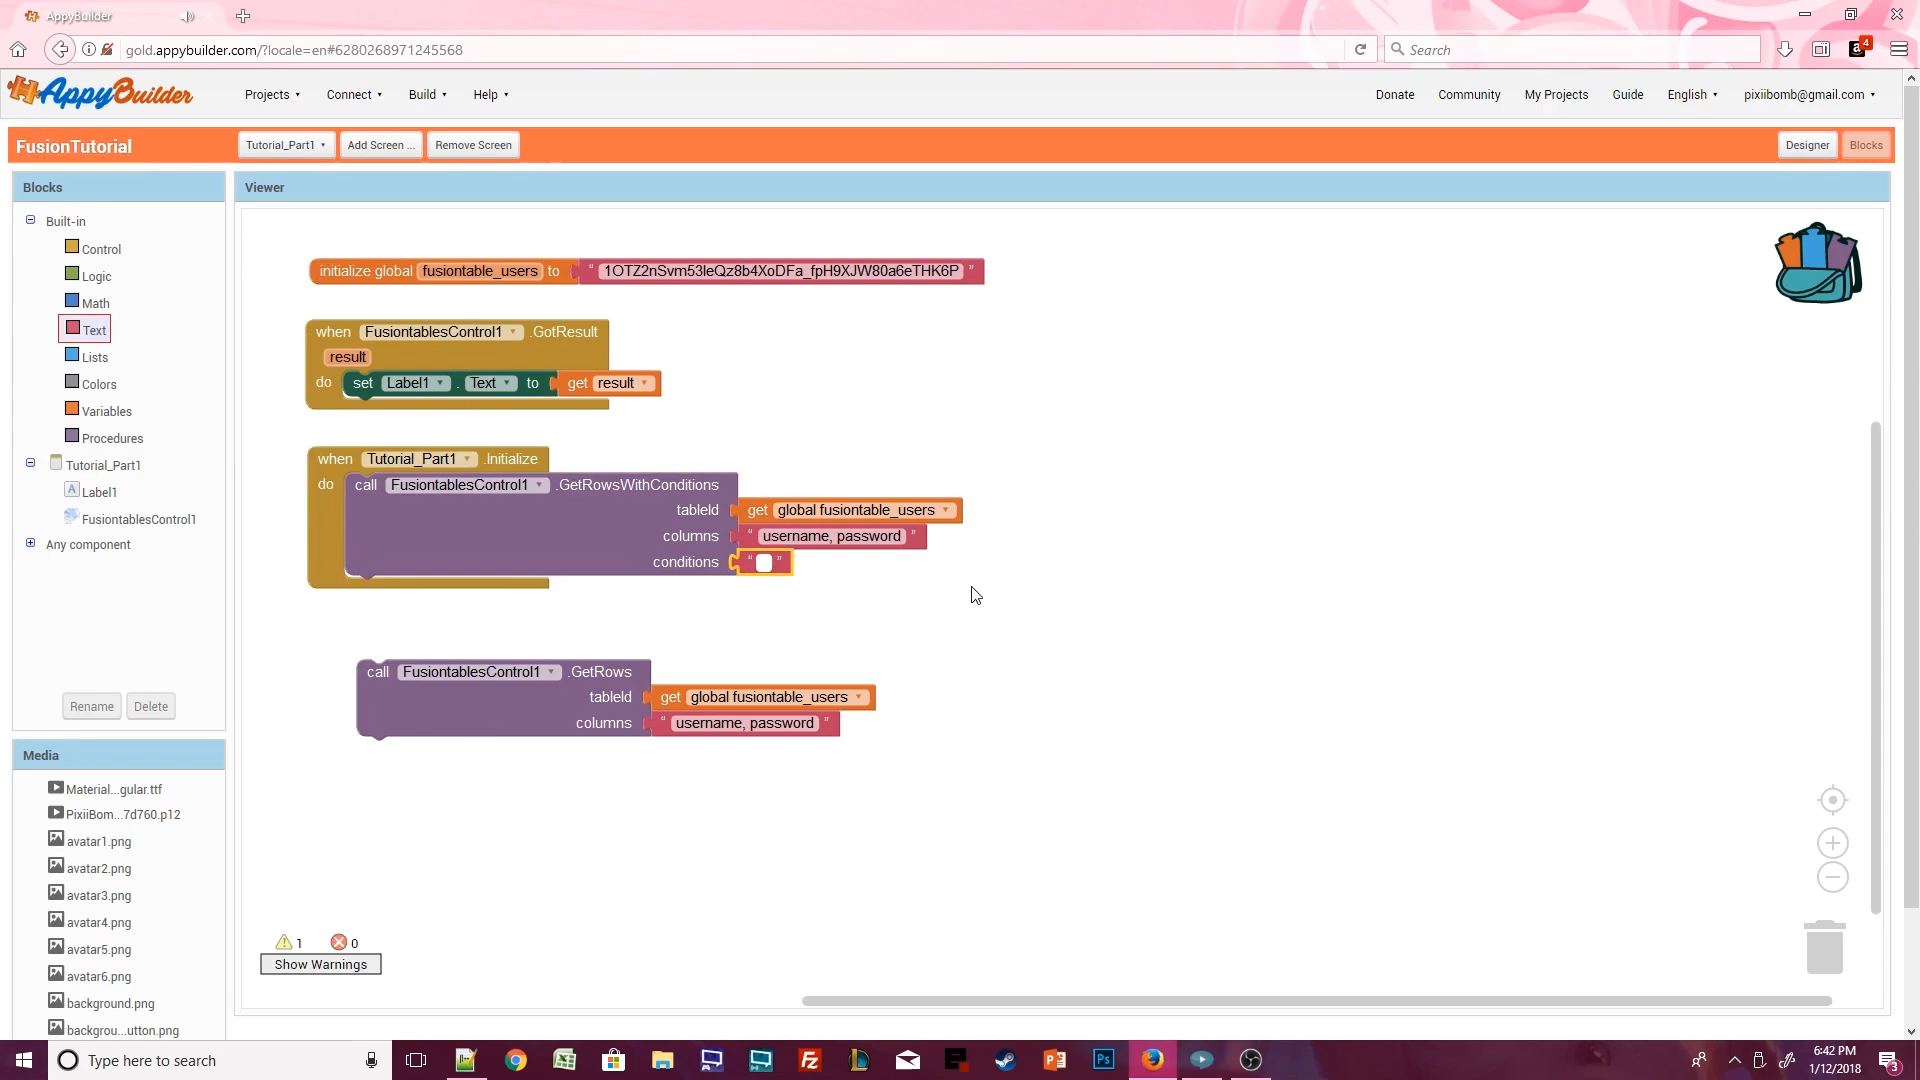 AppyBuilder
gold.appybuilder.com/?locale=en#6280268971245568
Search
4
AppyBuilder
Projects
Connect
Build
Help
Donate
Community
My Projects
Guide
English
pixiibomb@gmail.com
FusionTutorial
Tutorial_Part1
Add Screen ...
Remove Screen
Designer
Blocks
Blocks
Built-in
Control
Logic
Math
Text
Lists
Colors
Variables
Procedures
Tutorial_Part1
Label1
FusiontablesControl1
Any component
Rename
Delete
Media
Material...gular.ttf
PixiiBom...7d760.p12
avatar1.png
avatar2.png
avatar3.png
avatar4.png
avatar5.png
avatar6.png
background.png
backgrou...utton.png
Viewer
initialize global fusiontable_users to " 1OTZ2nSvm53leQz8b4XoDFa_fpH9XJW80a6eTHK6P "
when FusiontablesControl1 .GotResult
result
do set Label1 . Text to get result
when Tutorial_Part1 .Initialize
do call FusiontablesControl1 .GetRowsWithConditions
tableId get global fusiontable_users
columns " username, password "
conditions " "
call FusiontablesControl1 .GetRows
tableId get global fusiontable_users
columns " username, password "
1 0
Show Warnings
Type here to search
6:42 PM
1/12/2018
3